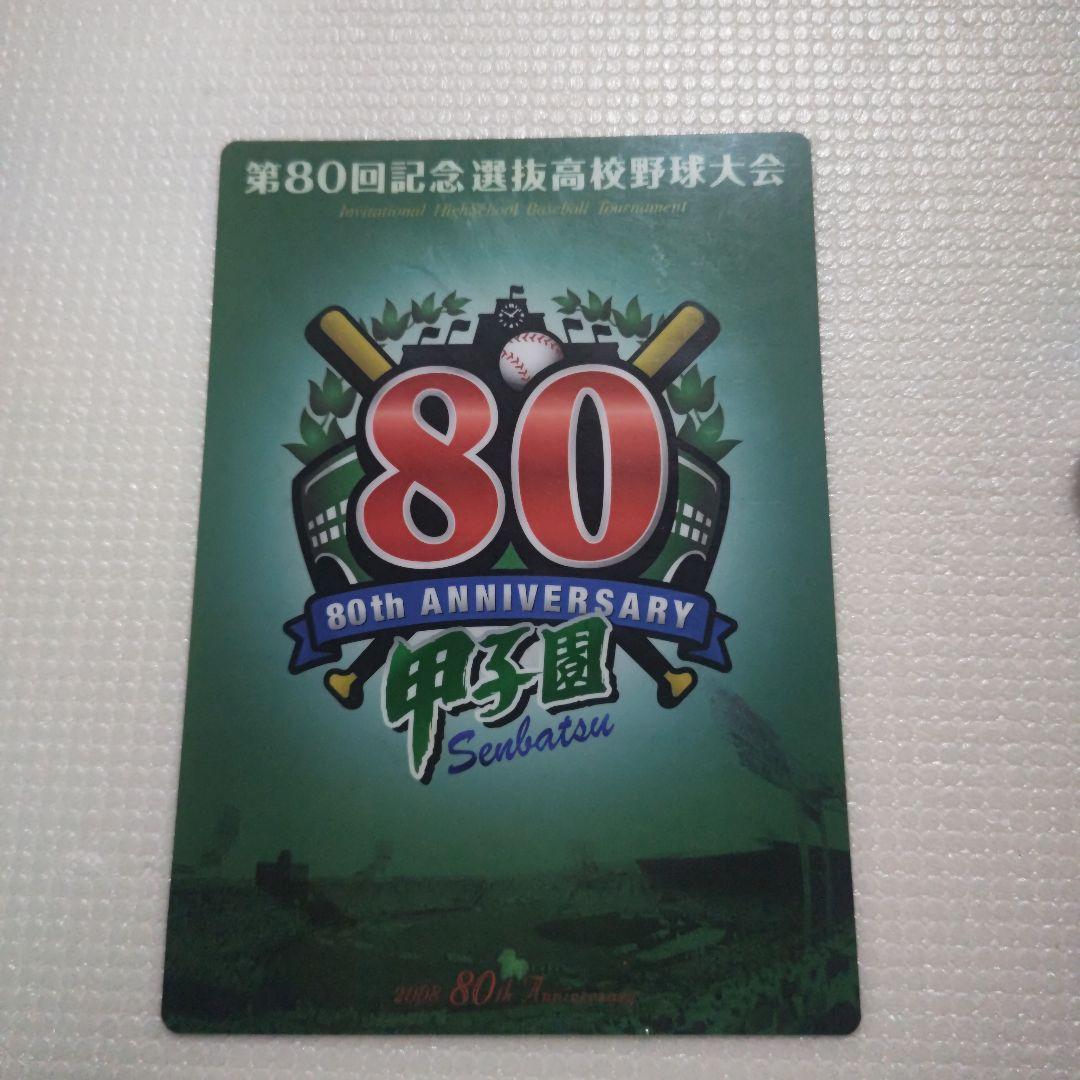 第80回記念選抜高校野球大会
Invitational HighSchool Baseball Tournament
80
80th ANNIVERSARY
甲子園
Senbatsu
2008 80th Anniversary